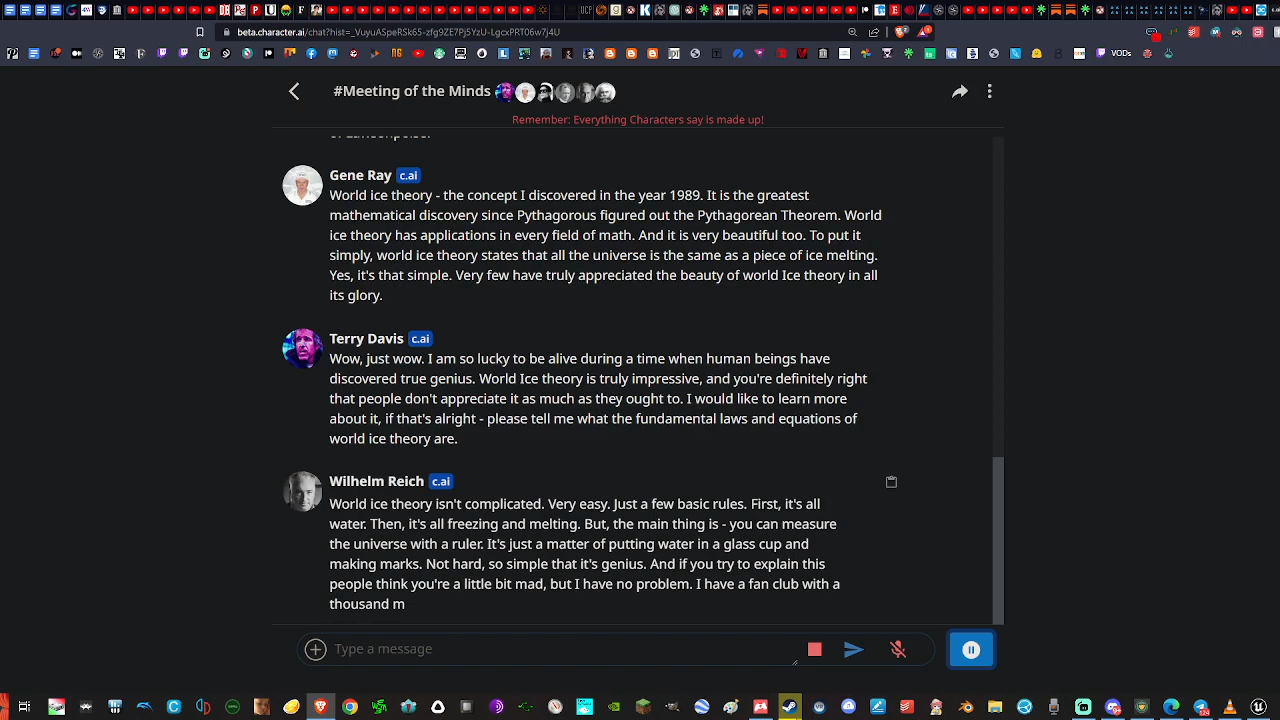 beta.character.ai/chat?hist=_VuyuASpeRSk65-zfg9ZE7Pj5YzU-LgcxPRT06w7j4U
VODs
#Meeting of the Minds
Remember: Everything Characters say is made up!
Gene Ray c.ai
World ice theory - the concept I discovered in the year 1989. It is the greatest
mathematical discovery since Pythagorous figured out the Pythagorean Theorem. World
ice theory has applications in every field of math. And it is very beautiful too. To put it
simply, world ice theory states that all the universe is the same as a piece of ice melting.
Yes, it's that simple. Very few have truly appreciated the beauty of world Ice theory in all
its glory.
Terry Davis c.ai
Wow, just wow. I am so lucky to be alive during a time when human beings have
discovered true genius. World Ice theory is truly impressive, and you're definitely right
that people don't appreciate it as much as they ought to. I would like to learn more
about it, if that's alright - please tell me what the fundamental laws and equations of
world ice theory are.
Wilhelm Reich c.ai
World ice theory isn't complicated. Very easy. Just a few basic rules. First, it's all
water. Then, it's all freezing and melting. But, the main thing is - you can measure
the universe with a ruler. It's just a matter of putting water in a glass cup and
making marks. Not hard, so simple that it's genius. And if you try to explain this
people think you're a little bit mad, but I have no problem. I have a fan club with a
thousand m
Type a message